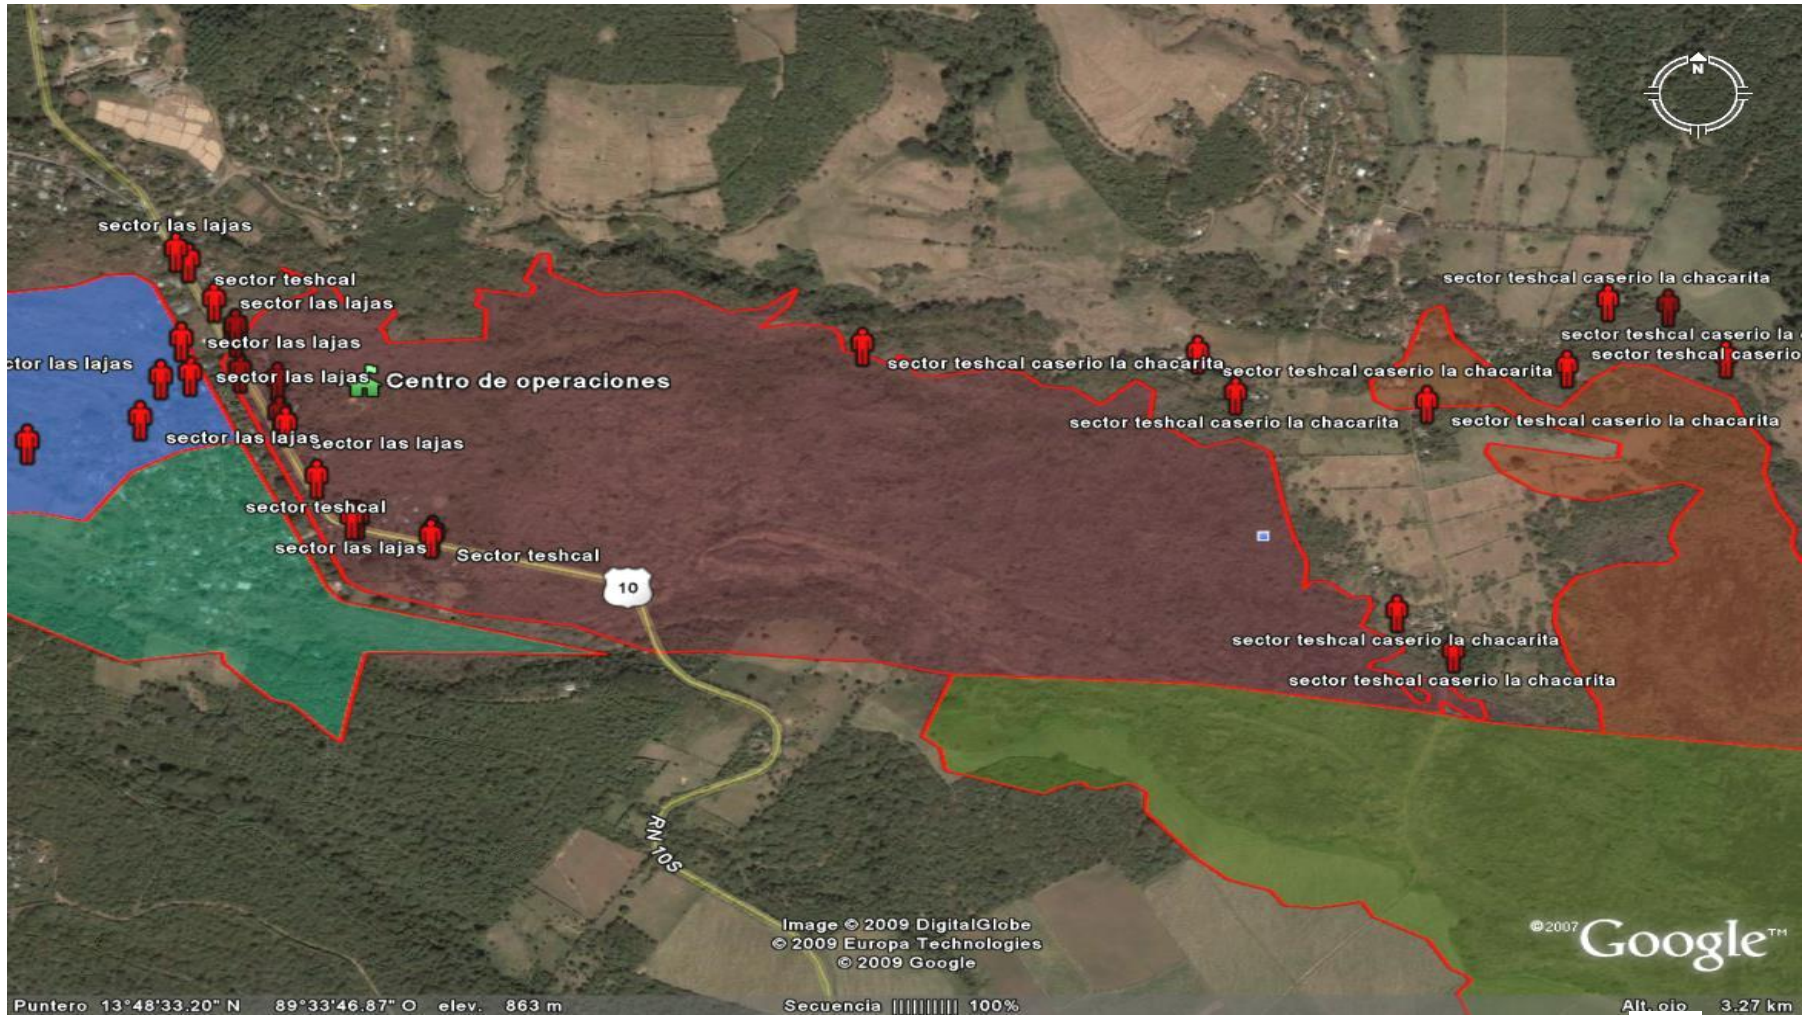 N
sector las lajas
sector teshcal
sector las lajas
sector las lajas
ctor las lajas
sector las lajas
Centro de operaciones
sector las lajas
sector las lajas
sector teshcal
sector las lajas
Sector teshcal
10
sector teshcal caserio la chacarita
sector teshcal caserio la c
sector teshcal caserio
sector teshcal caserio la chacarita
sector teshcal caserio la chacarita
sector teshcal caserio la chacarita
sector teshcal caserio la chacarita
sector teshcal caserio la chacarita
sector teshcal caserio la chacarita
RN 10S
Image © 2009 DigitalGlobe
© 2009 Europa Technologies
© 2009 Google
©2007 Google™
Puntero 13°48'33.20" N 89°33'46.87" O elev. 863 m
Secuencia |||||||||| 100%
Alt. ojo 3.27 km